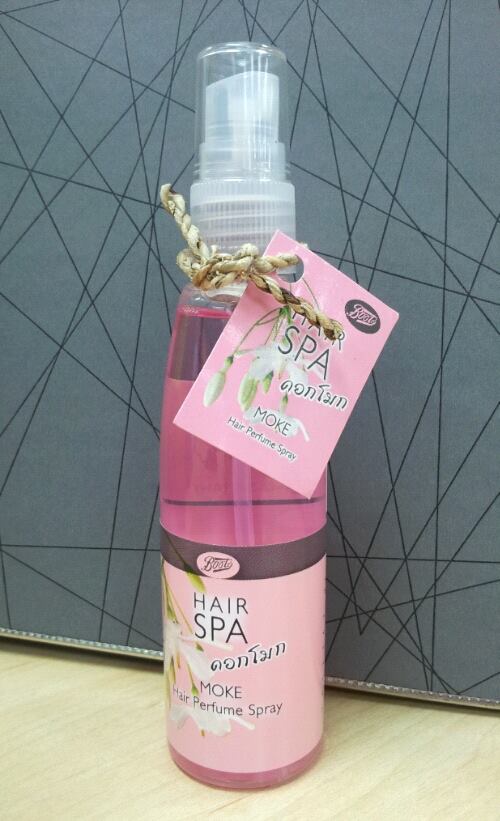 Boots
HAIR
SPA
ดอกโมก
MOKE
Hair Perfume Spray
Boots
HAIR
SPA
ดอกโมก
MOKE
Hair Perfume Spray